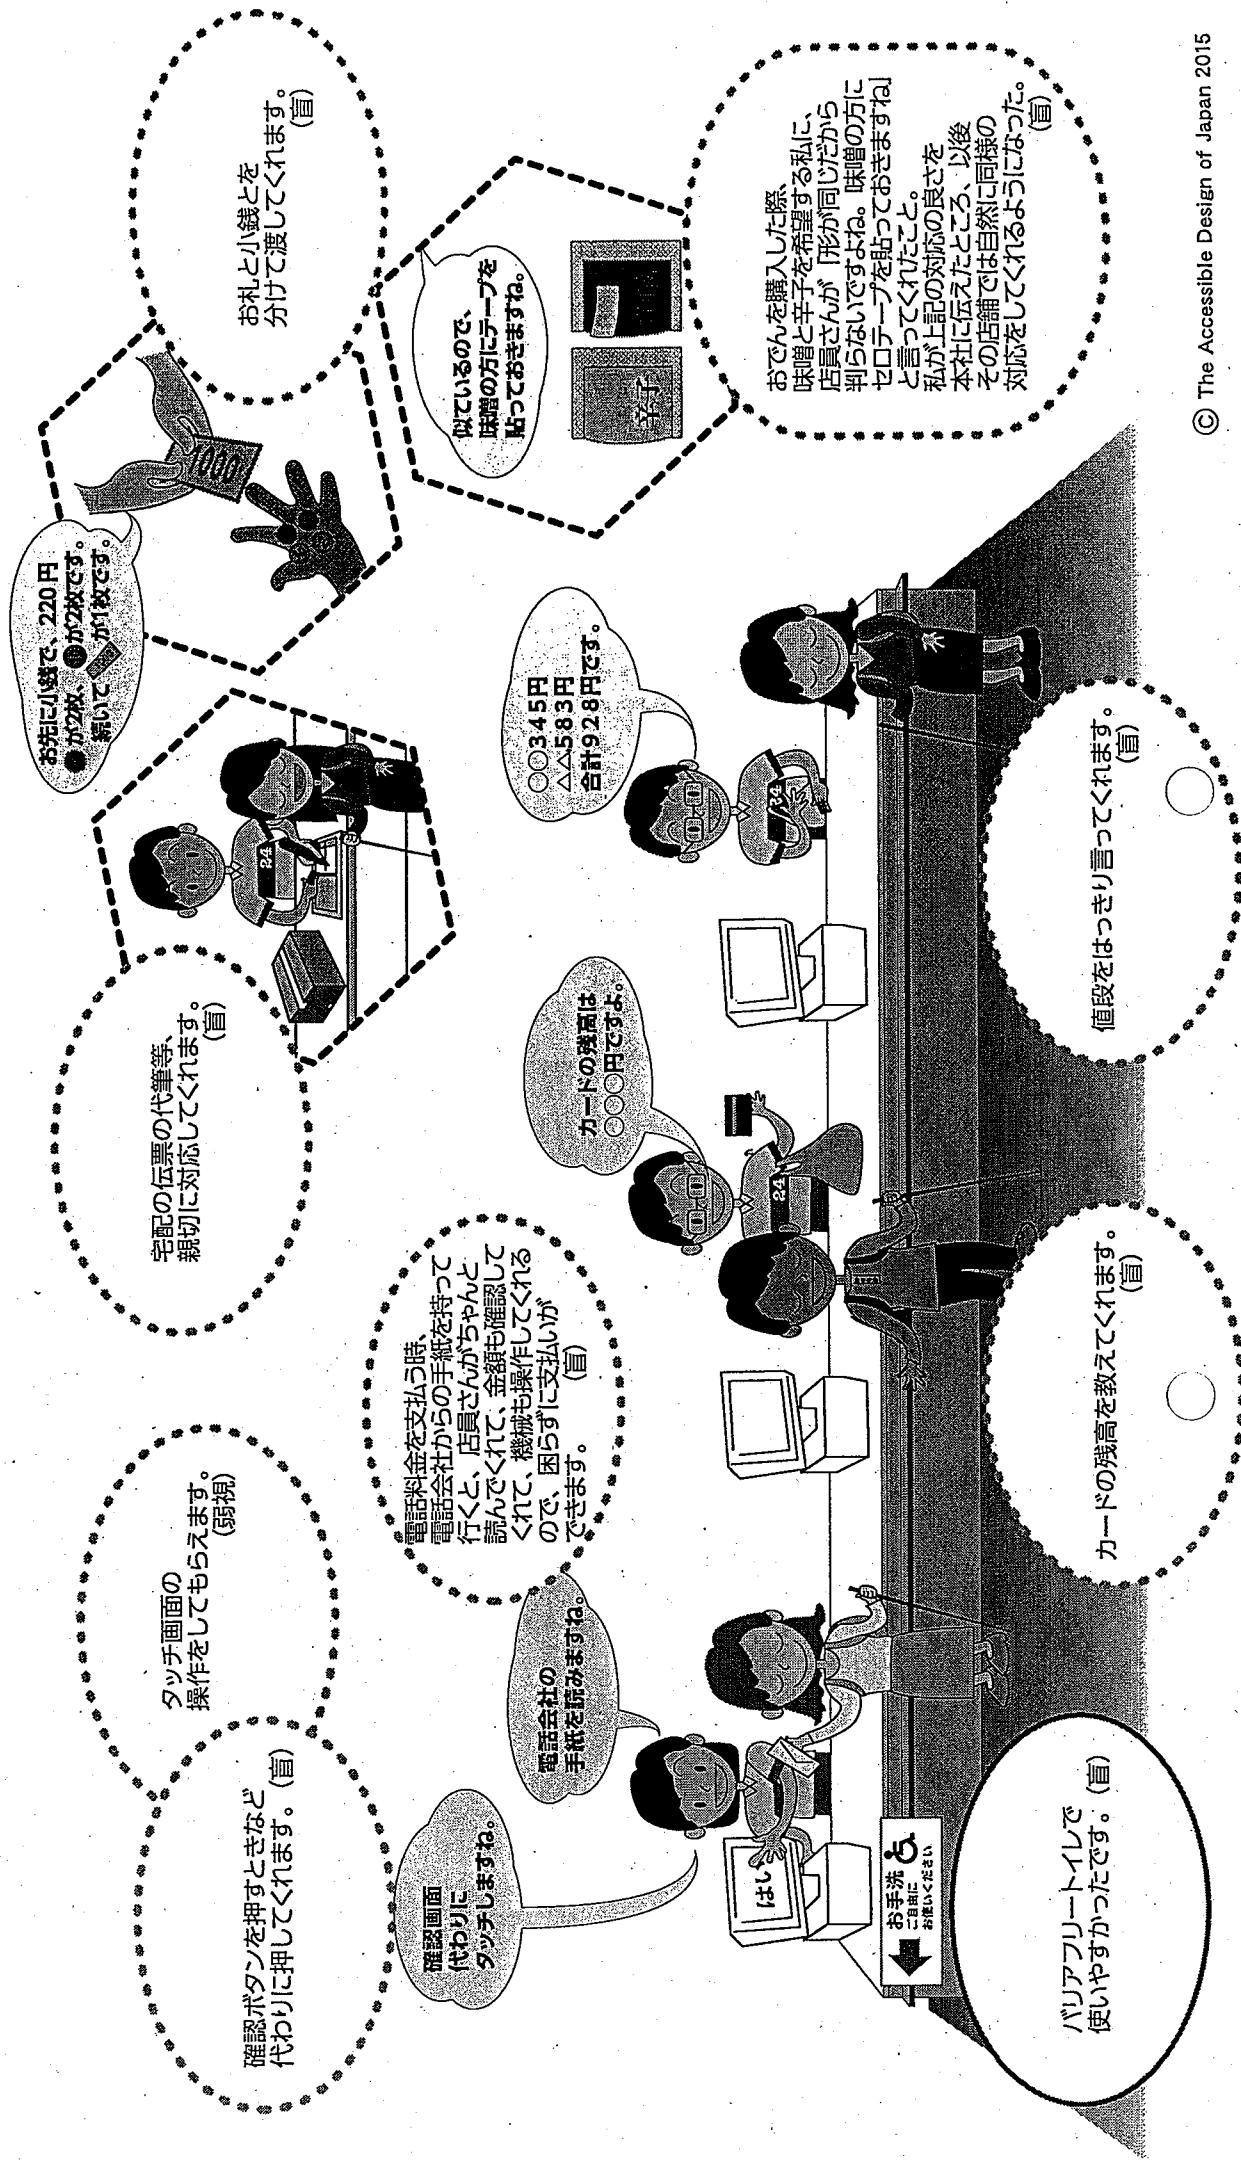 確認ボタンを押すときなど
代わりに押してくれます。(盲)
タッチ画面の
操作をしてもらえます。
(弱視)
宅配の伝票の代筆等、
親切に対応してくれます。
(盲)
お先に小銭で、220円
が2枚、が2枚です。
続いてが1枚です。
1000
お札と小銭とを
分けて渡してくれます。
(盲)
確認画面
代わりに
タッチしますね。
電話会社の
手紙を読みますね。
電話料金を支払う時、
電話会社からの手紙を持って
行くと、店員さんがちゃんと
読んでくれて、金額も確認して
くれて、機械も操作してくれる
ので、困らずに支払いが
できます。 (盲)
カードの残高は
○○○円ですよ。
○○345円
△△583円
合計928円です。
似ているので、
味噌の方にテープを
貼っておきますね。
辛子
おでんを購入した際、
味噌と辛子を希望する私に、
店員さんが「形が同じだから
判らないですよね。味噌の方に
セロテープを貼っておきますね」
と言ってくれたこと。
私が上記の対応の良さを
本社に伝えたところ、以後
その店舗では自然に同様の
対応をしてくれるようになった。
(盲)
はい
24
24
24
お手洗
ご自由に
お使いください
バリアフリートイレで
使いやすかったです。(盲)
カードの残高を教えてくれます。
(盲)
値段をはっきり言ってくれます。
(盲)
© The Accessible Design of Japan 2015